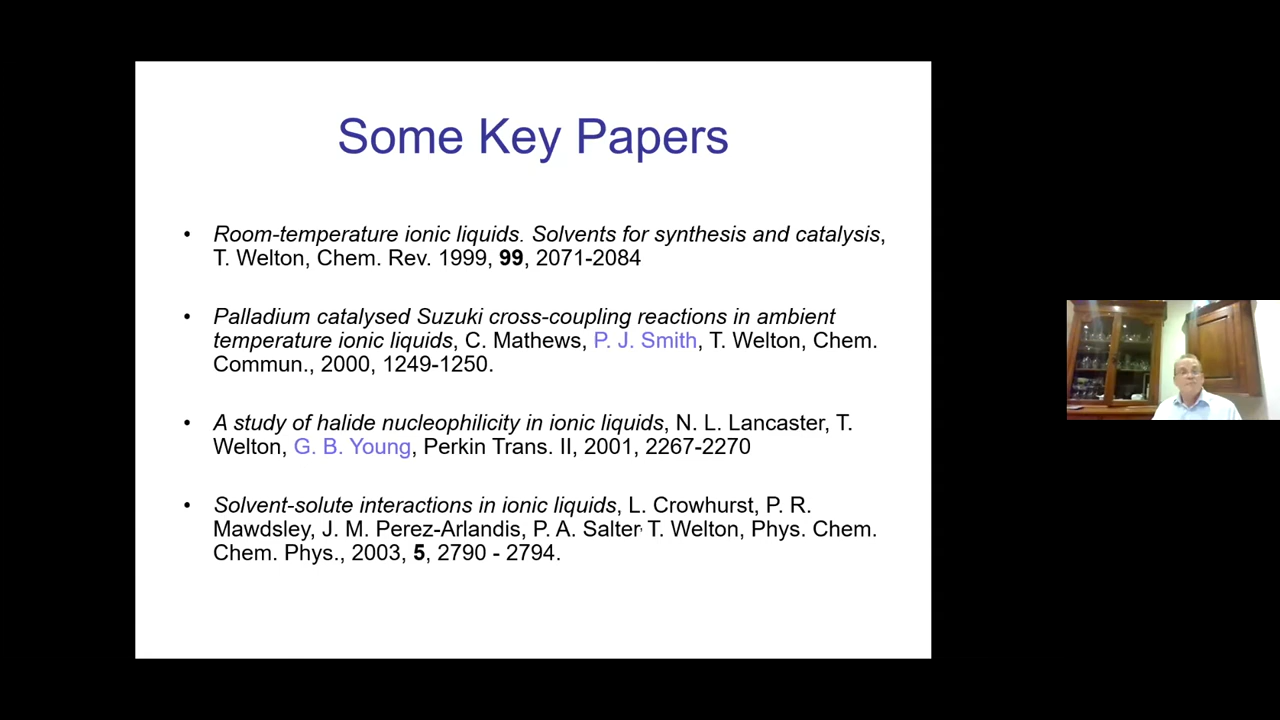 Some Key Papers
• Room-temperature ionic liquids. Solvents for synthesis and catalysis,
T. Welton, Chem. Rev. 1999, 99, 2071-2084
• Palladium catalysed Suzuki cross-coupling reactions in ambient
temperature ionic liquids, C. Mathews, P. J. Smith, T. Welton, Chem.
Commun., 2000, 1249-1250.
• A study of halide nucleophilicity in ionic liquids, N. L. Lancaster, T.
Welton, G. B. Young, Perkin Trans. II, 2001, 2267-2270
• Solvent-solute interactions in ionic liquids, L. Crowhurst, P. R.
Mawdsley, J. M. Perez-Arlandis, P. A. Salter, T. Welton, Phys. Chem.
Chem. Phys., 2003, 5, 2790 - 2794.